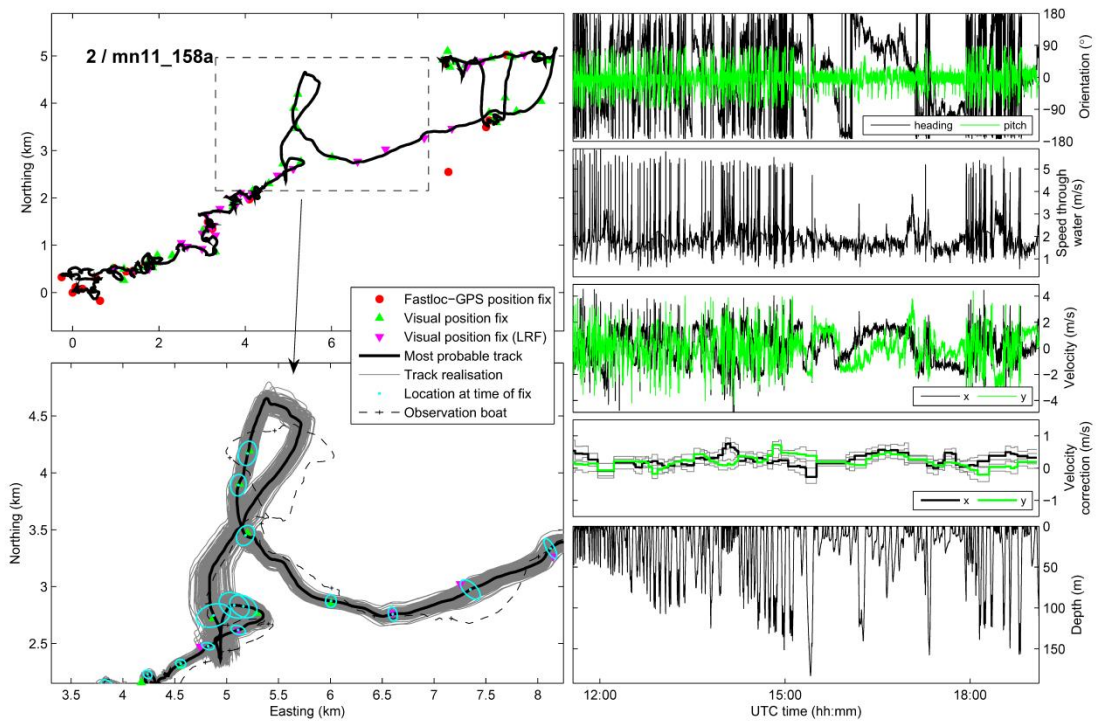 2 / mn11_158a
5
4
3
2
1
0
Northing (km)
0
2
4
6
8
Fastloc-GPS position fix
Visual position fix
Visual position fix (LRF)
Most probable track
Track realisation
Location at time of fix
Observation boat
4.5
4
3.5
3
2.5
Northing (km)
3.5
4
4.5
5
5.5
6
6.5
7
7.5
8
Easting (km)
180
90
0
-90
-180
Orientation (°)
heading
pitch
5
4
3
2
1
Speed through
water (m/s)
4
2
0
-2
-4
Velocity (m/s)
x
y
1
0
-1
Velocity
correction (m/s)
x
y
0
50
100
150
Depth (m)
12:00
15:00
18:00
UTC time (hh:mm)